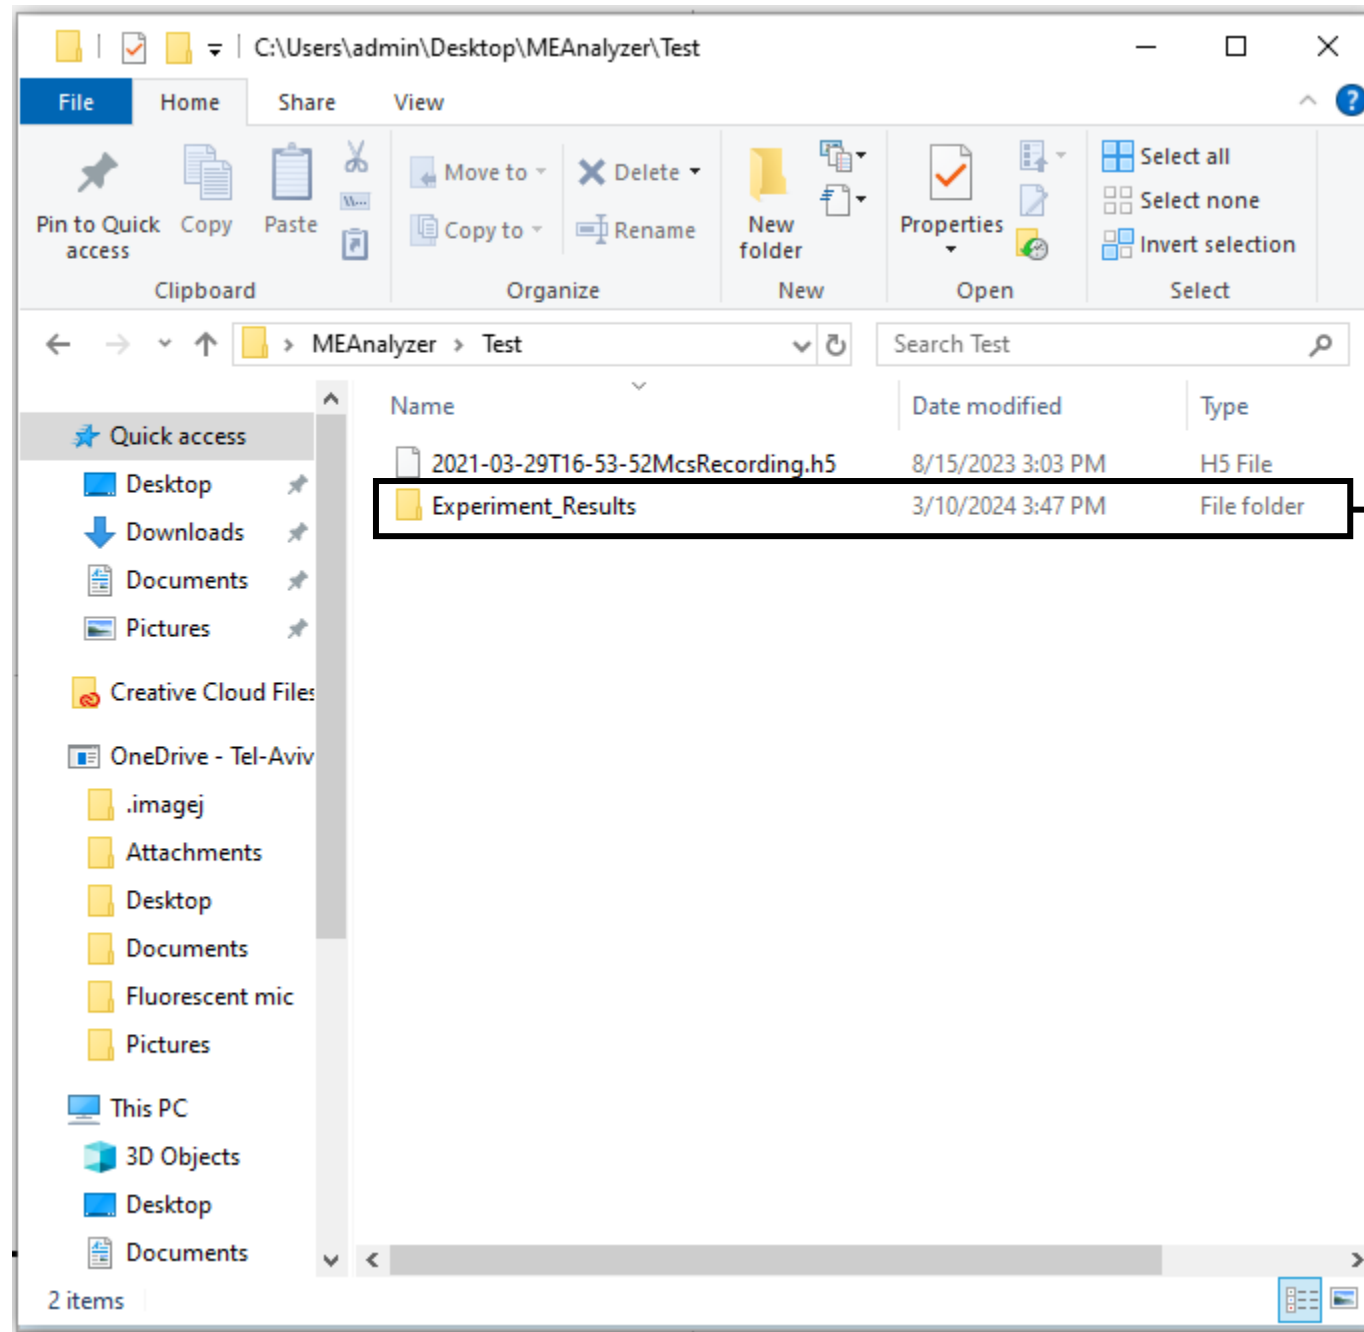 C:\Users\admin\Desktop\MEAnalyzer\Test
File Home Share View
?
Pin to Quick access
Copy
Paste
Clipboard
Move to
Copy to
Delete
Rename
Organize
New folder
New
Properties
Open
Select all
Select none
Invert selection
Select
MEAnalyzer > Test
Search Test
Name Date modified Type
2021-03-29T16-53-52McsRecording.h5 8/15/2023 3:03 PM H5 File
Experiment_Results 3/10/2024 3:47 PM File folder
Quick access
Desktop
Downloads
Documents
Pictures
Creative Cloud Files
OneDrive - Tel-Aviv
.imagej
Attachments
Desktop
Documents
Fluorescent mic
Pictures
This PC
3D Objects
Desktop
Documents
2 items